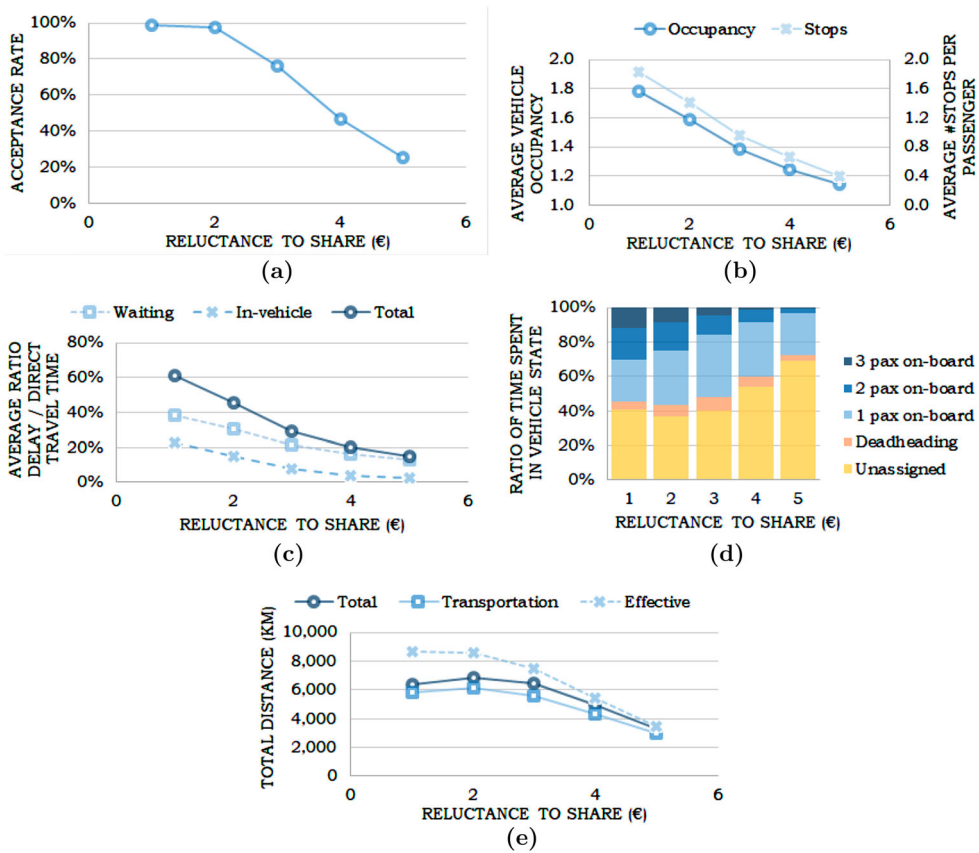 100%
80%
60%
40%
20%
0%
ACCEPTANCE RATE
0
2
4
6
RELUCTANCE TO SHARE (€)
(a)
Occupancy
Stops
2.0
1.8
1.6
1.4
1.2
1.0
AVERAGE VEHICLE
OCCUPANCY
2.0
1.6
1.2
0.8
0.4
0.0
AVERAGE #STOPS PER
PASSENGER
0
2
4
6
RELUCTANCE TO SHARE (€)
(b)
Waiting
In-vehicle
Total
80%
60%
40%
20%
0%
AVERAGE RATIO
DELAY / DIRECT
TRAVEL TIME
0
2
4
6
RELUCTANCE TO SHARE (€)
(c)
100%
80%
60%
40%
20%
0%
RATIO OF TIME SPENT
IN VEHICLE STATE
1
2
3
4
5
RELUCTANCE TO SHARE (€)
3 pax on-board
2 pax on-board
1 pax on-board
Deadheading
Unassigned
(d)
Total
Transportation
Effective
10,000
8,000
6,000
4,000
2,000
0
TOTAL DISTANCE (KM)
0
2
4
6
RELUCTANCE TO SHARE (€)
(e)